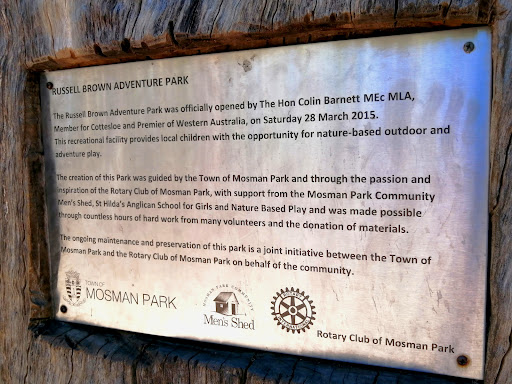 RUSSELL BROWN ADVENTURE PARK
The Russell Brown Adventure Park was officially opened by The Hon Colin Barnett MEc MLA,
Member for Cottesloe and Premier of Western Australia, on Saturday 28 March 2015.
This recreational facility provides local children with the opportunity for nature-based outdoor and
adventure play.
The creation of this Park was guided by the Town of Mosman Park and through the passion and
inspiration of the Rotary Club of Mosman Park, with support from the Mosman Park Community
Men's Shed, St Hilda's Anglican School for Girls and Nature Based Play and was made possible
through countless hours of hard work from many volunteers and the donation of materials.
The ongoing maintenance and preservation of this park is a joint initiative between the Town of
Mosman Park and the Rotary Club of Mosman Park on behalf of the community.
TOWN OF
MOSMAN PARK
MOSMAN PARK COMMUNITY
Men's Shed
ROTARY
INTERNATIONAL
Rotary Club of Mosman Park